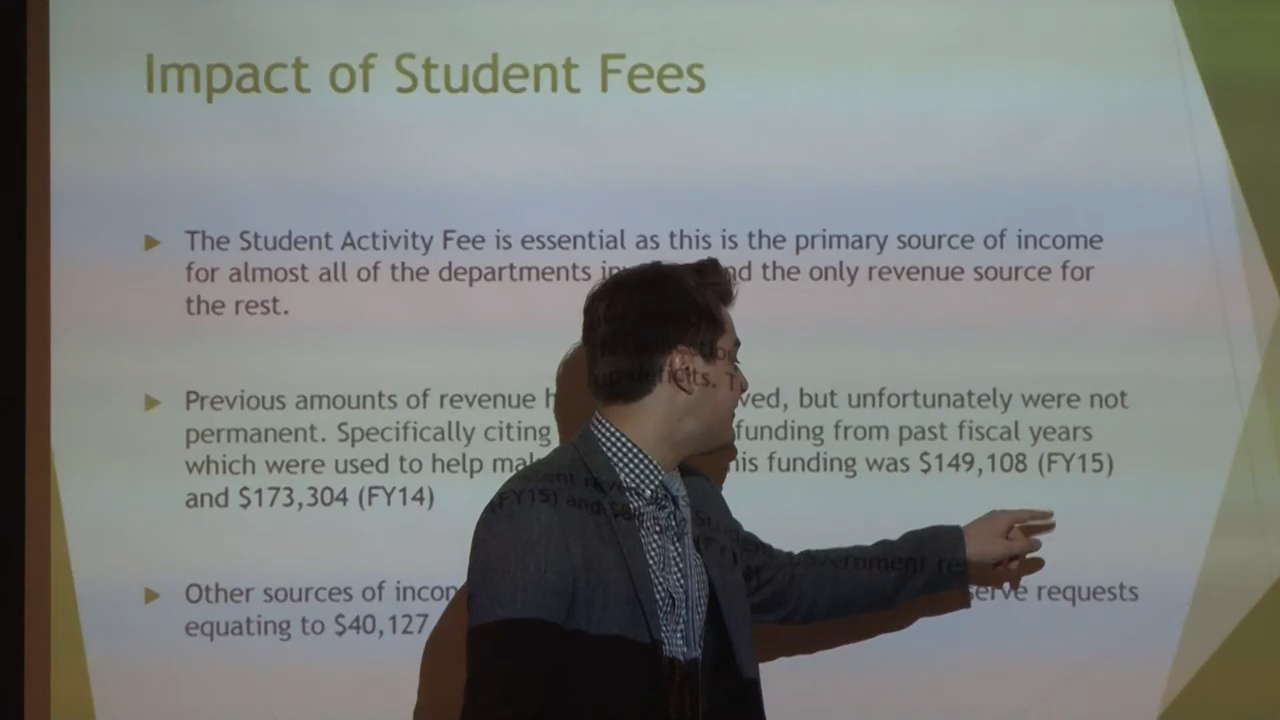 Impact of Student Fees
The Student Activity Fee is essential as this is the primary source of income
for almost all of the departments the only revenue source for
the rest.
Previous amounts of revenue but unfortunately were not
permanent. Specifically citing funding from past fiscal years
which were used to help funding was $149,108 (FY15)
and $173,304 (FY14)
Other sources of requests
equating to $40,127